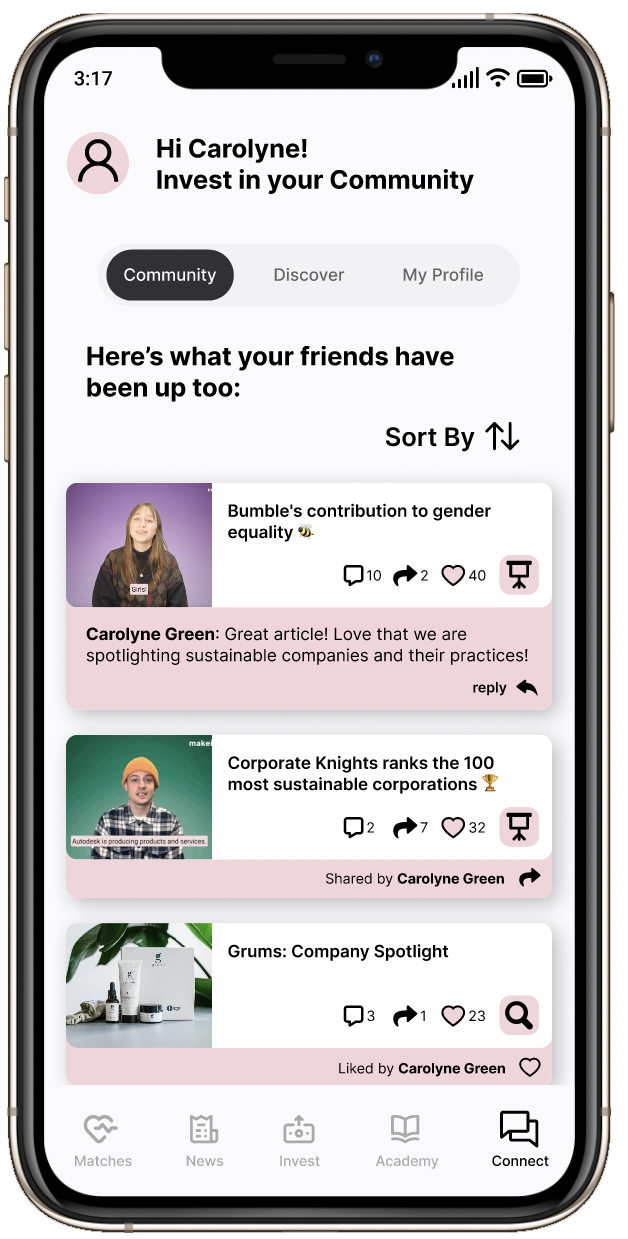 3:17
Hi Carolyne!
Invest in your Community
Community
Discover
My Profile
Here’s what your friends have
been up too:
Sort By
Bumble's contribution to gender
equality 🐝
Girls!
10
2
40
Carolyne Green: Great article! Love that we are
spotlighting sustainable companies and their practices!
reply
makei
Corporate Knights ranks the 100
most sustainable corporations 🏆
Autodesk is producing products and services.
2
7
32
Shared by Carolyne Green
Grums: Company Spotlight
3
1
23
Liked by Carolyne Green
Matches
News
Invest
Academy
Connect